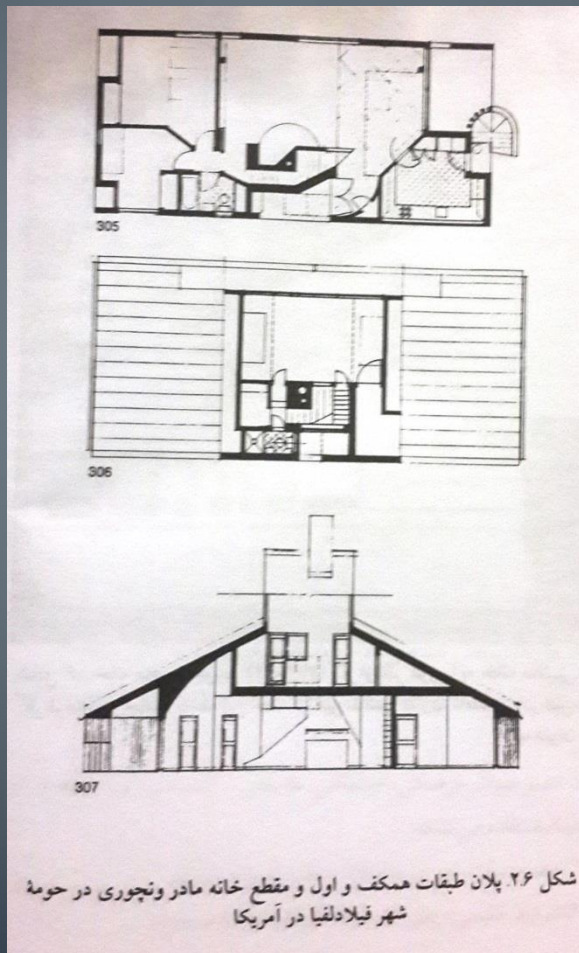 305
306
307
شکل ۲.۶. پلان طبقات همکف و اول و مقطع خانه مادر ونچوری در حومهٔ
شهر فیلادلفیا در آمریکا